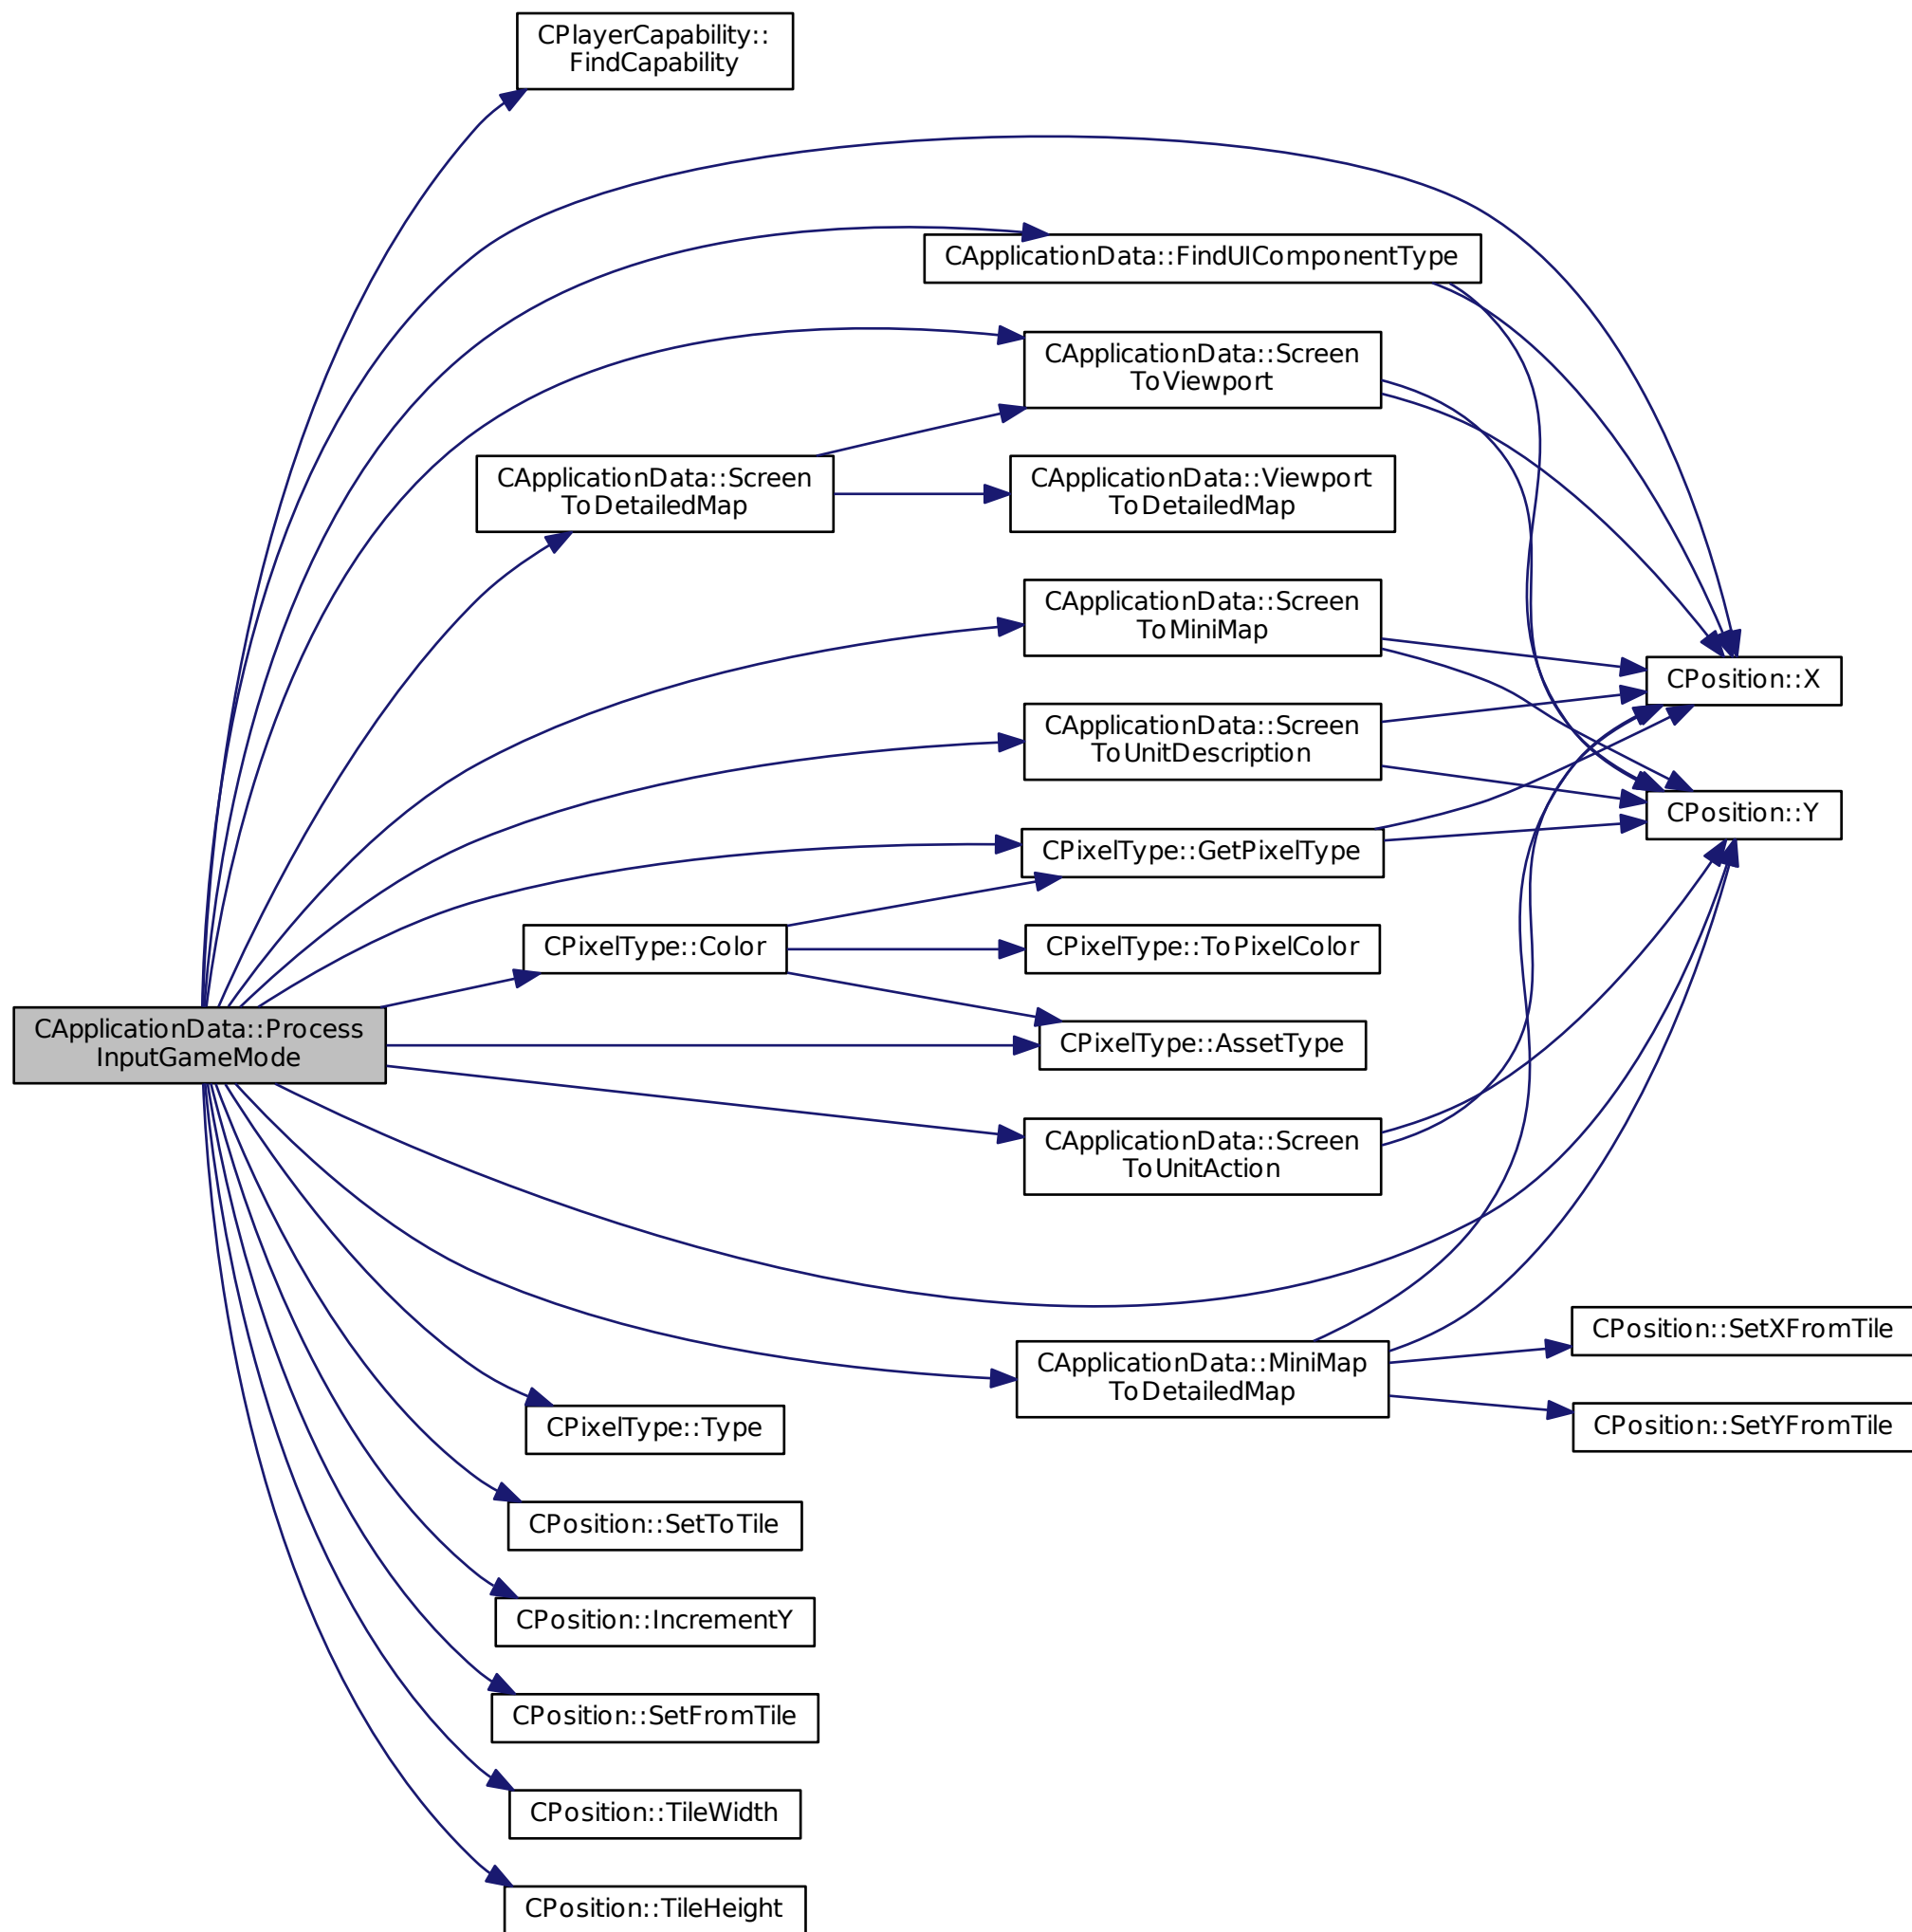 CPlayerCapability::
FindCapability
CApplicationData::FindUIComponentType
CApplicationData::Screen
ToViewport
CApplicationData::Screen
ToDetailedMap
CApplicationData::Viewport
ToDetailedMap
CApplicationData::Screen
ToMiniMap
CPosition::X
CApplicationData::Screen
ToUnitDescription
CPosition::Y
CPixelType::GetPixelType
CPixelType::Color
CPixelType::ToPixelColor
CApplicationData::Process
InputGameMode
CPixelType::AssetType
CApplicationData::Screen
ToUnitAction
CPosition::SetXFromTile
CApplicationData::MiniMap
ToDetailedMap
CPosition::SetYFromTile
CPixelType::Type
CPosition::SetToTile
CPosition::IncrementY
CPosition::SetFromTile
CPosition::TileWidth
CPosition::TileHeight